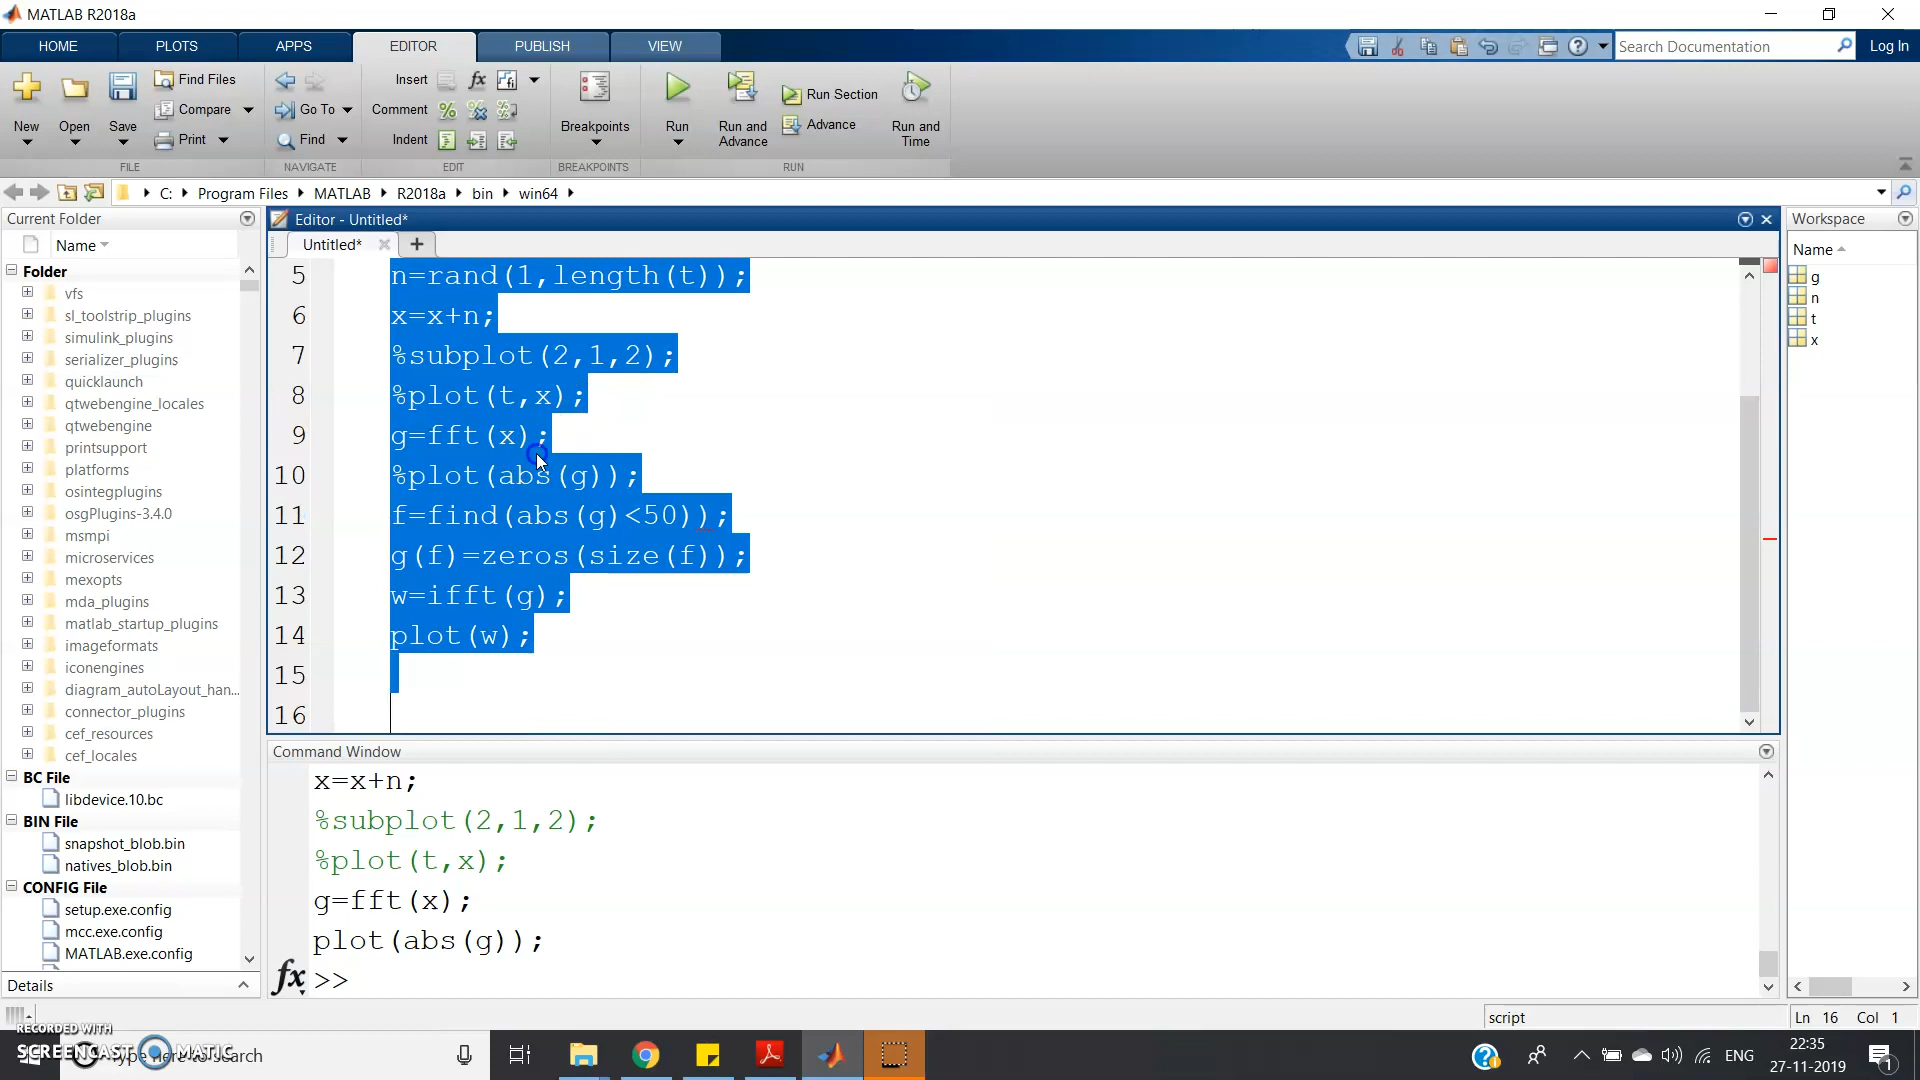 MATLAB R2018a
HOME PLOTS APPS EDITOR PUBLISH VIEW Search Documentation Log In
New Open Save Find Files Compare Print Go To Find Insert Comment Indent Breakpoints Run Run and Advance Run Section Advance Run and Time
FILE NAVIGATE EDIT BREAKPOINTS RUN
C: Program Files MATLAB R2018a bin win64
Current Folder
Name
Folder
vfs
sl_toolstrip_plugins
simulink_plugins
serializer_plugins
quicklaunch
qtwebengine_locales
qtwebengine
printsupport
platforms
osintegplugins
osgPlugins-3.4.0
msmpi
microservices
mexopts
mda_plugins
matlab_startup_plugins
imageformats
iconengines
diagram_autoLayout_han...
connector_plugins
cef_resources
cef_locales
BC File
libdevice.10.bc
BIN File
snapshot_blob.bin
natives_blob.bin
CONFIG File
setup.exe.config
mcc.exe.config
MATLAB.exe.config
Details
Editor - Untitled*
Untitled*
5 n=rand(1,length(t));
6 x=x+n;
7 %subplot(2,1,2);
8 %plot(t,x);
9 g=fft(x);
10 %plot(abs(g));
11 f=find(abs(g)<50));
12 g(f)=zeros(size(f));
13 w=ifft(g);
14 plot(w);
15
16
Command Window
x=x+n;
%subplot(2,1,2);
%plot(t,x);
g=fft(x);
plot(abs(g));
fx >>
Workspace
Name
g
n
t
x
script Ln 16 Col 1
RECORDED WITH
SCREENCAST MATIC
Type here to search
ENG
22:35
27-11-2019
1